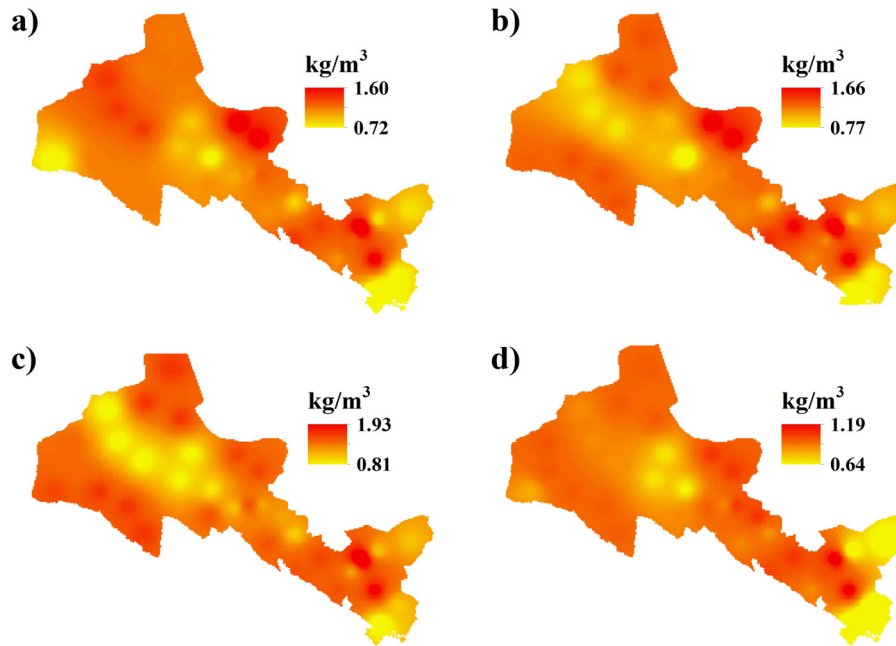 a)
kg/m³
1.60
0.72
b)
kg/m³
1.66
0.77
c)
kg/m³
1.93
0.81
d)
kg/m³
1.19
0.64